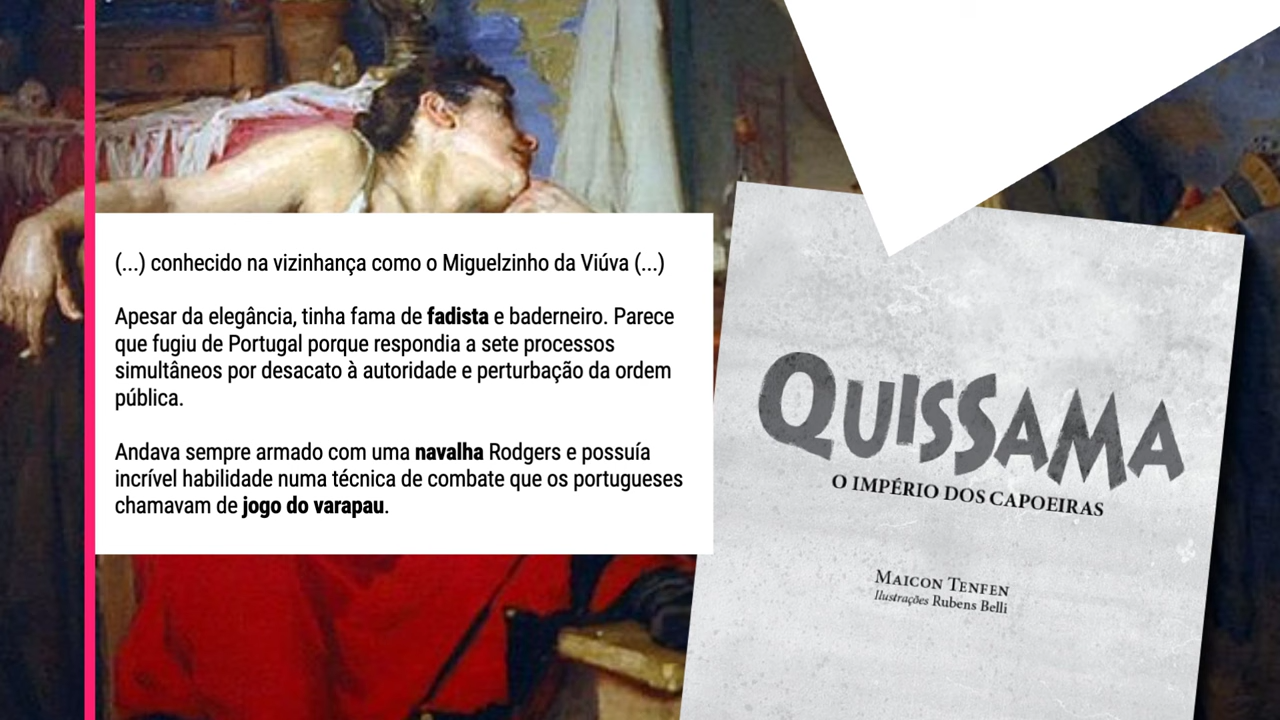 (...) conhecido na vizinhança como o Miguelzinho da Viúva (...)
Apesar da elegância, tinha fama de fadista e baderneiro. Parece
que fugiu de Portugal porque respondia a sete processos
simultâneos por desacato à autoridade e perturbação da ordem
pública.
Andava sempre armado com uma navalha Rodgers e possuía
incrível habilidade numa técnica de combate que os portugueses
chamavam de jogo do varapau.
QUISSAMA
O IMPÉRIO DOS CAPOEIRAS
MAICON TENFEN
Ilustrações Rubens Belli